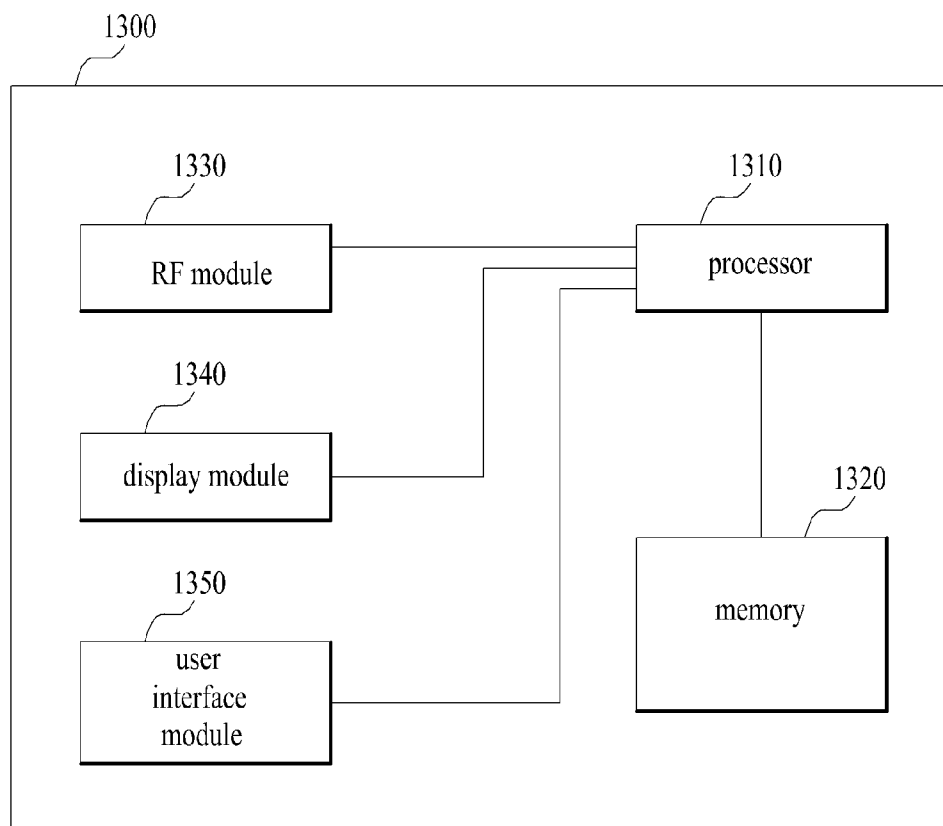 1300
1330
RF module
1310
processor
1340
display module
1320
memory
1350
user
interface
module